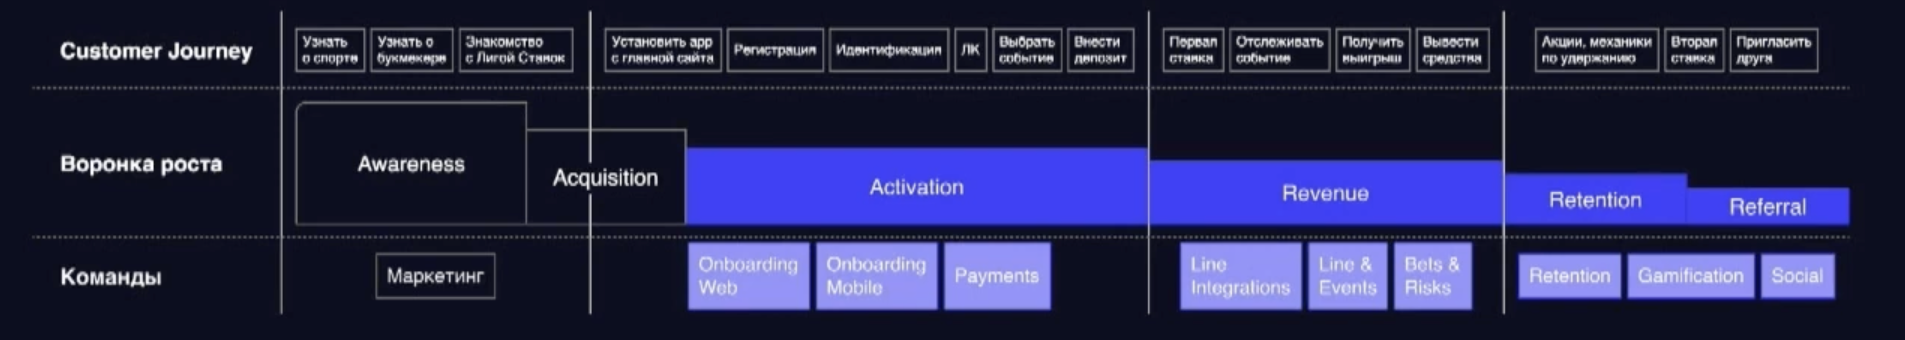 Customer Journey
Узнать
о спорте
Узнать о
букмекере
Знакомство
с Лигой Ставок
Установить app
с главной сайта
Регистрация
Идентификация
ЛК
Выбрать
событие
Внести
депозит
Первая
ставка
Отслеживать
событие
Получить
выигрыш
Вывести
средства
Акции, механики
по удержанию
Вторая
ставка
Пригласить
друга
Воронка роста
Awareness
Acquisition
Activation
Revenue
Retention
Referral
Команды
Маркетинг
Onboarding
Web
Onboarding
Mobile
Payments
Line
Integrations
Line &
Events
Bets &
Risks
Retention
Gamification
Social